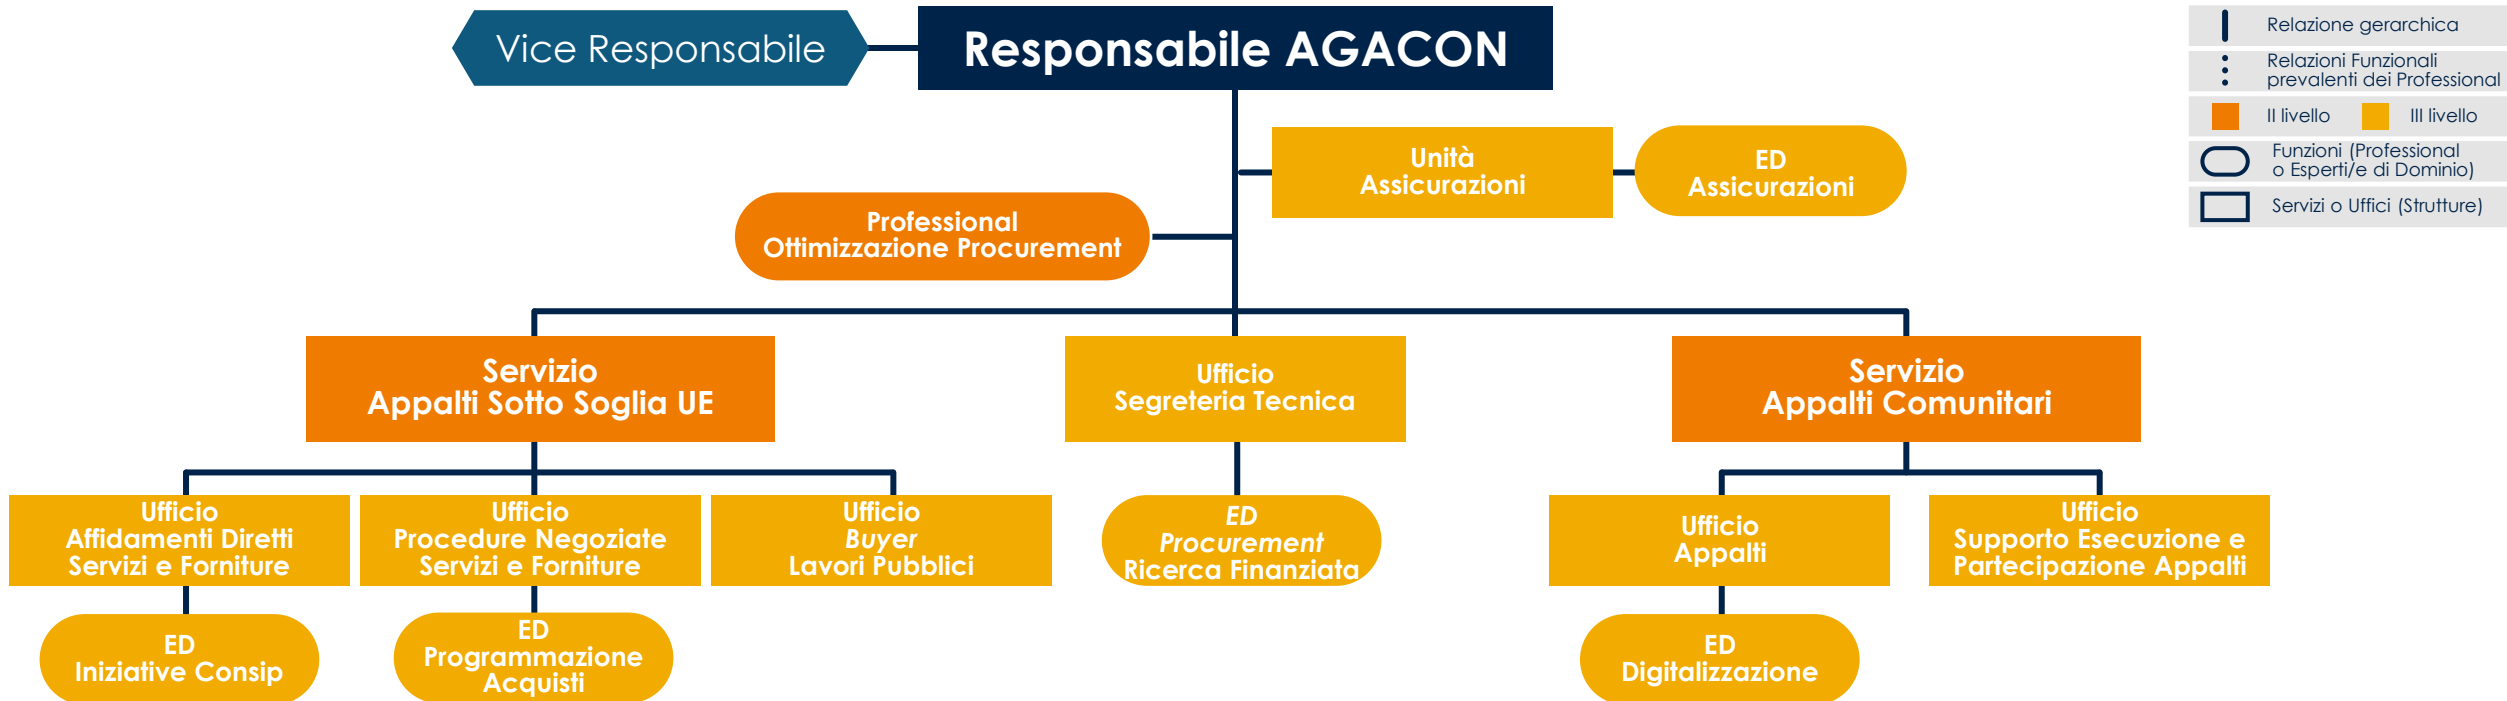 Vice Responsabile
Responsabile AGACON
Relazione gerarchica
Relazioni Funzionali
prevalenti dei Professional
II livello
III livello
Funzioni (Professional
o Esperti/e di Dominio)
Servizi o Uffici (Strutture)
Unità
Assicurazioni
ED
Assicurazioni
Professional
Ottimizzazione Procurement
Servizio
Appalti Sotto Soglia UE
Ufficio
Segreteria Tecnica
Servizio
Appalti Comunitari
Ufficio
Affidamenti Diretti
Servizi e Forniture
Ufficio
Procedure Negoziate
Servizi e Forniture
Ufficio
Buyer
Lavori Pubblici
ED
Procurement
Ricerca Finanziata
Ufficio
Appalti
Ufficio
Supporto Esecuzione e
Partecipazione Appalti
ED
Iniziative Consip
ED
Programmazione
Acquisti
ED
Digitalizzazione